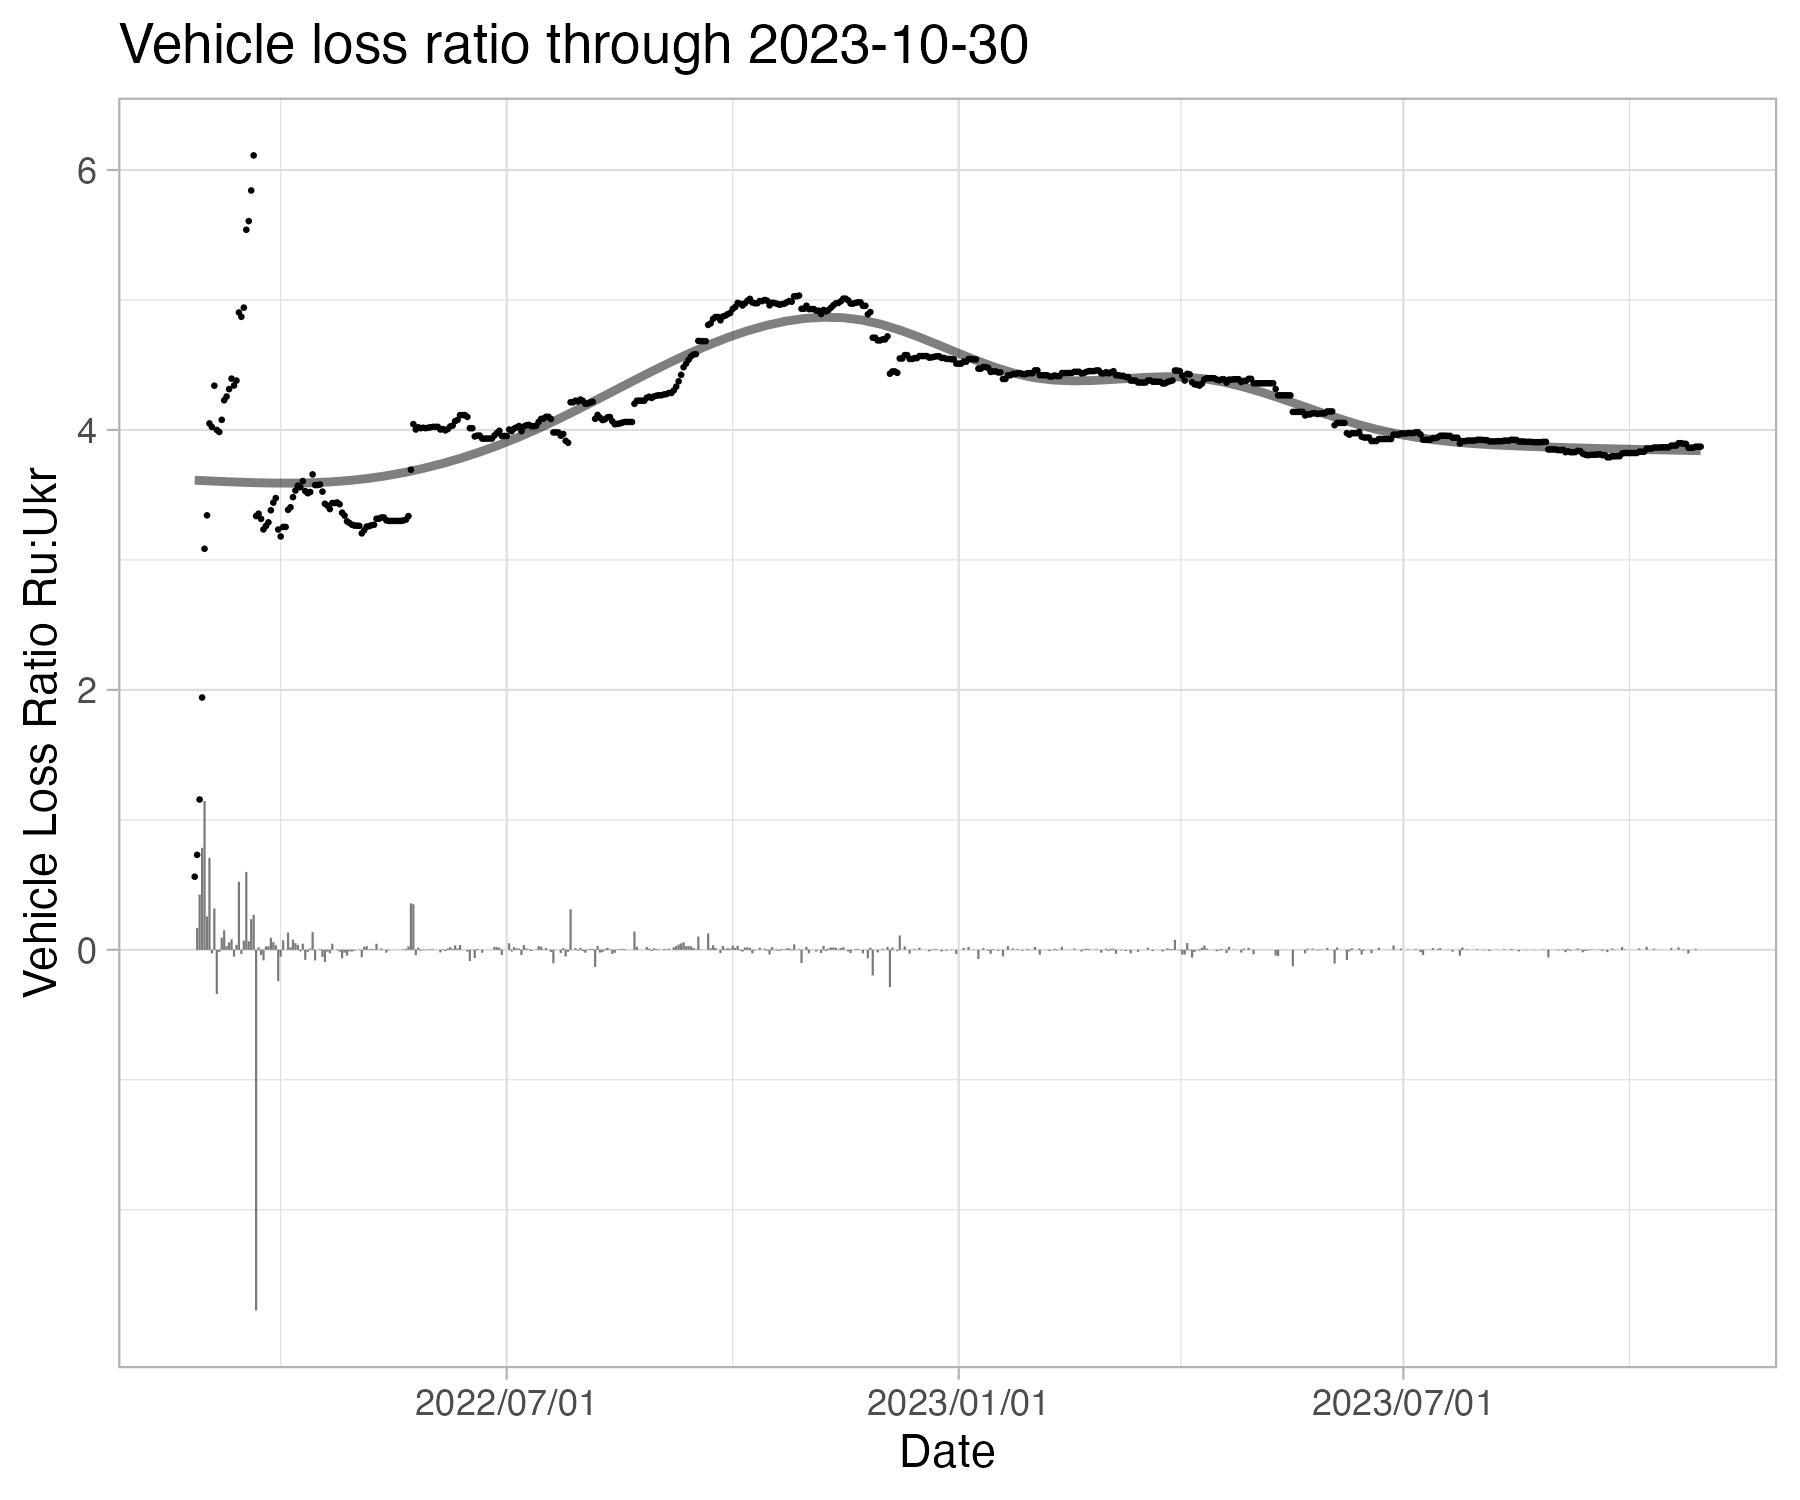 Vehicle loss ratio through 2023-10-30
Vehicle Loss Ratio Ru:Ukr
6
4
2
0
2022/07/01
2023/01/01
2023/07/01
Date